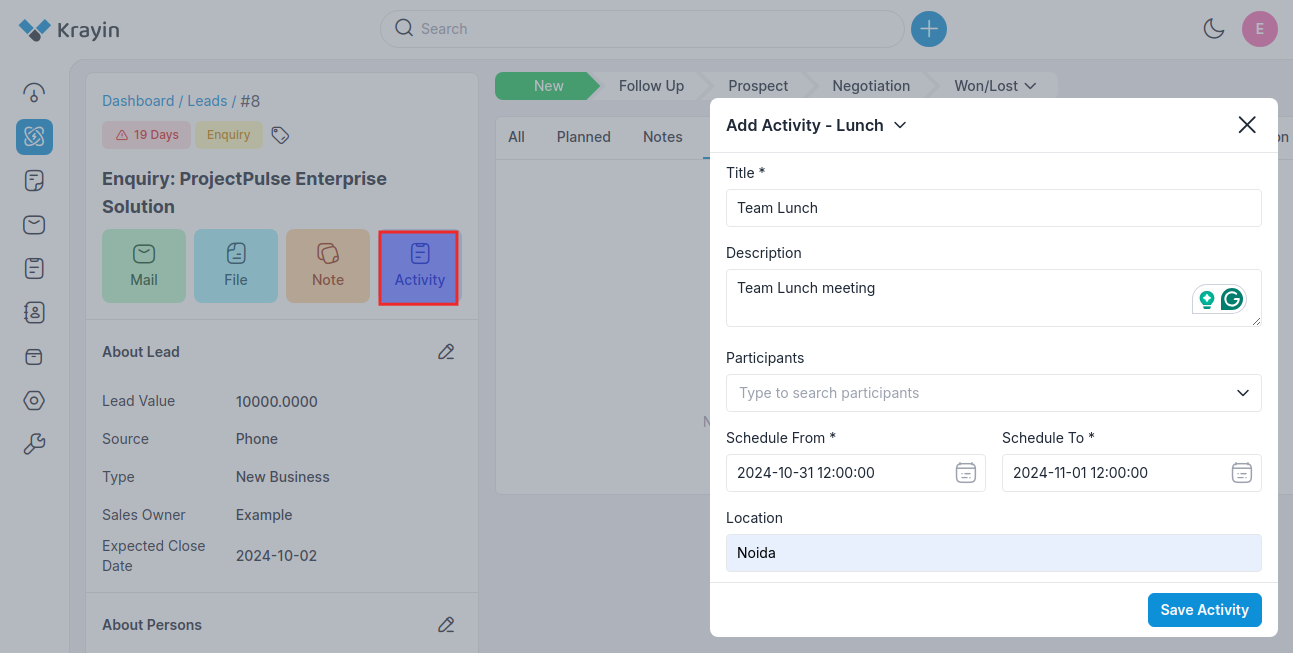 Krayin
Search
E
Dashboard / Leads / #8
19 Days
Enquiry
Enquiry: ProjectPulse Enterprise
Solution
Mail
File
Note
Activity
About Lead
Lead Value 10000.0000
Source Phone
Type New Business
Sales Owner Example
Expected Close
Date
2024-10-02
About Persons
New
Follow Up
Prospect
Negotiation
Won/Lost
All
Planned
Notes
Add Activity - Lunch
Title *
Team Lunch
Description
Team Lunch meeting
Participants
Type to search participants
Schedule From *
2024-10-31 12:00:00
Schedule To *
2024-11-01 12:00:00
Location
Noida
Save Activity